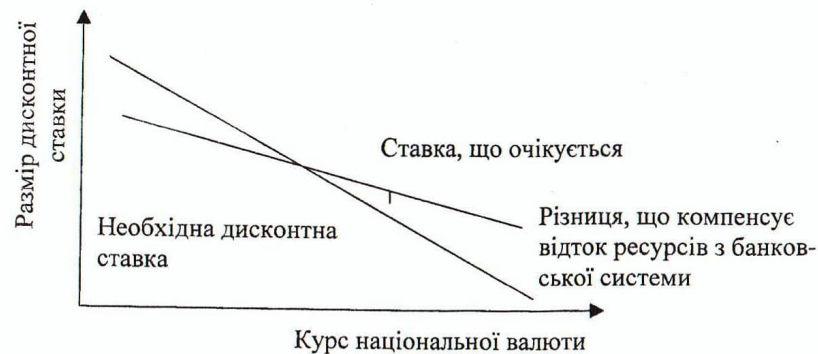 Размір дисконтної
ставки
Ставка, що очікується
Необхідна дисконтна
ставка
Різниця, що компенсує
відток ресурсів з банков-
ської системи
Курс національної валюти